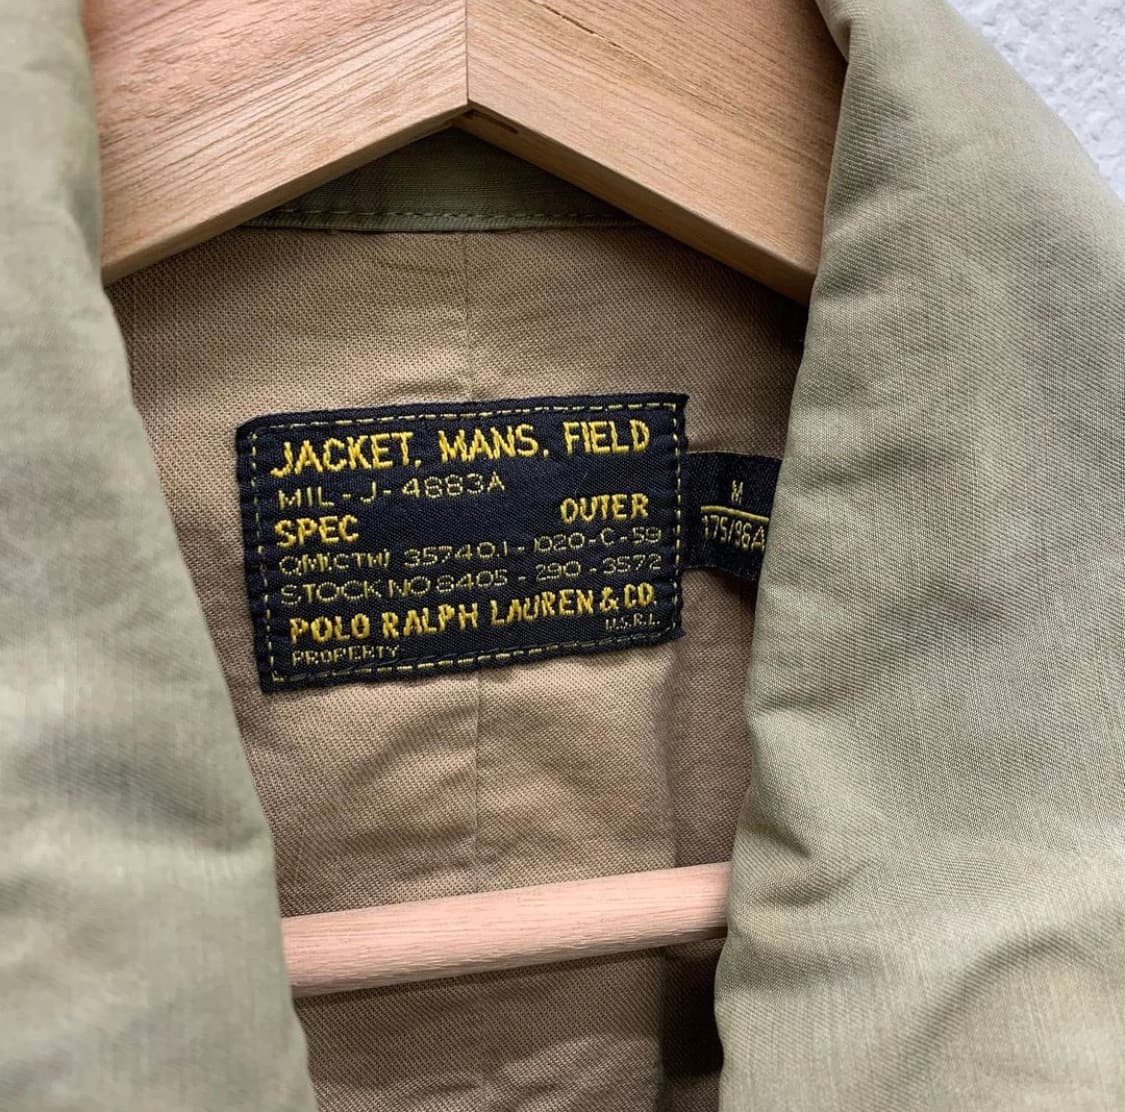 JACKET, MANS, FIELD
MIL-J-4883A
SPEC OUTER
QM(CTM) 35740.1-1020-C-59
STOCK NO 8405-290-3572
POLO RALPH LAUREN & CO.
U.S.R.L.
PROPERTY
M
175/96A